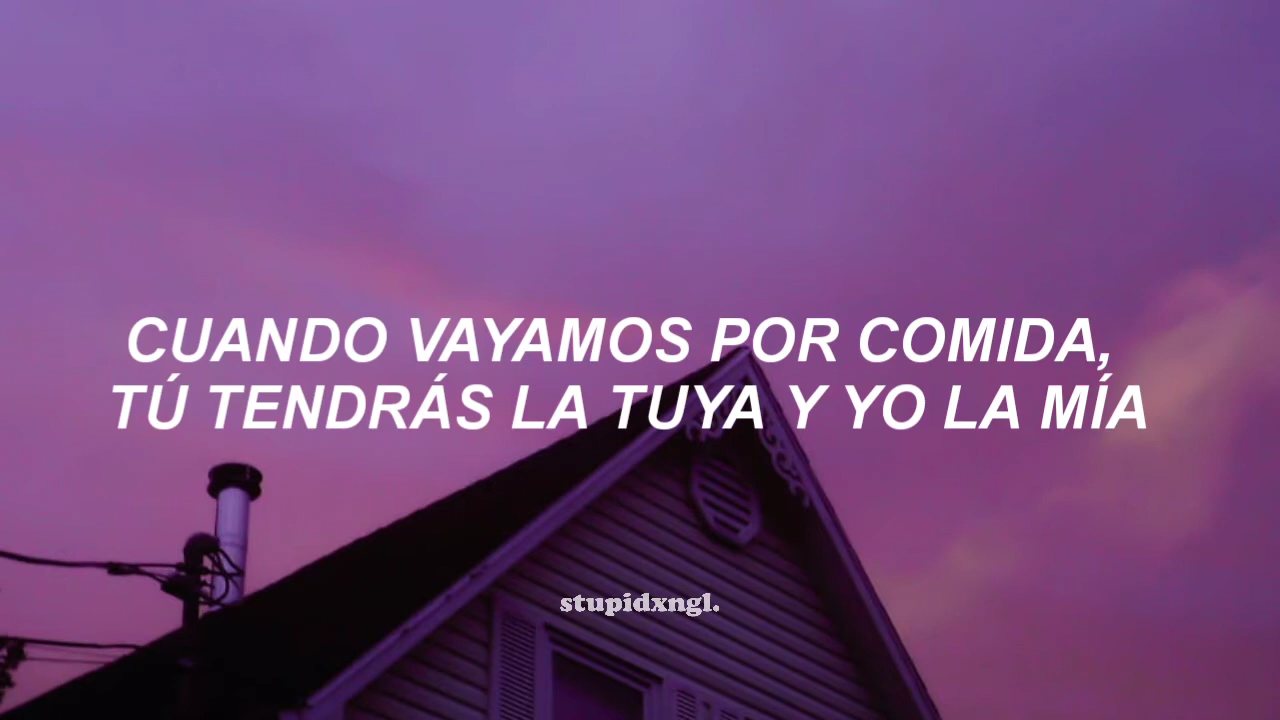 CUANDO VAYAMOS POR COMIDA,
TÚ TENDRÁS LA TUYA Y YO LA MÍA
stupidxngl.